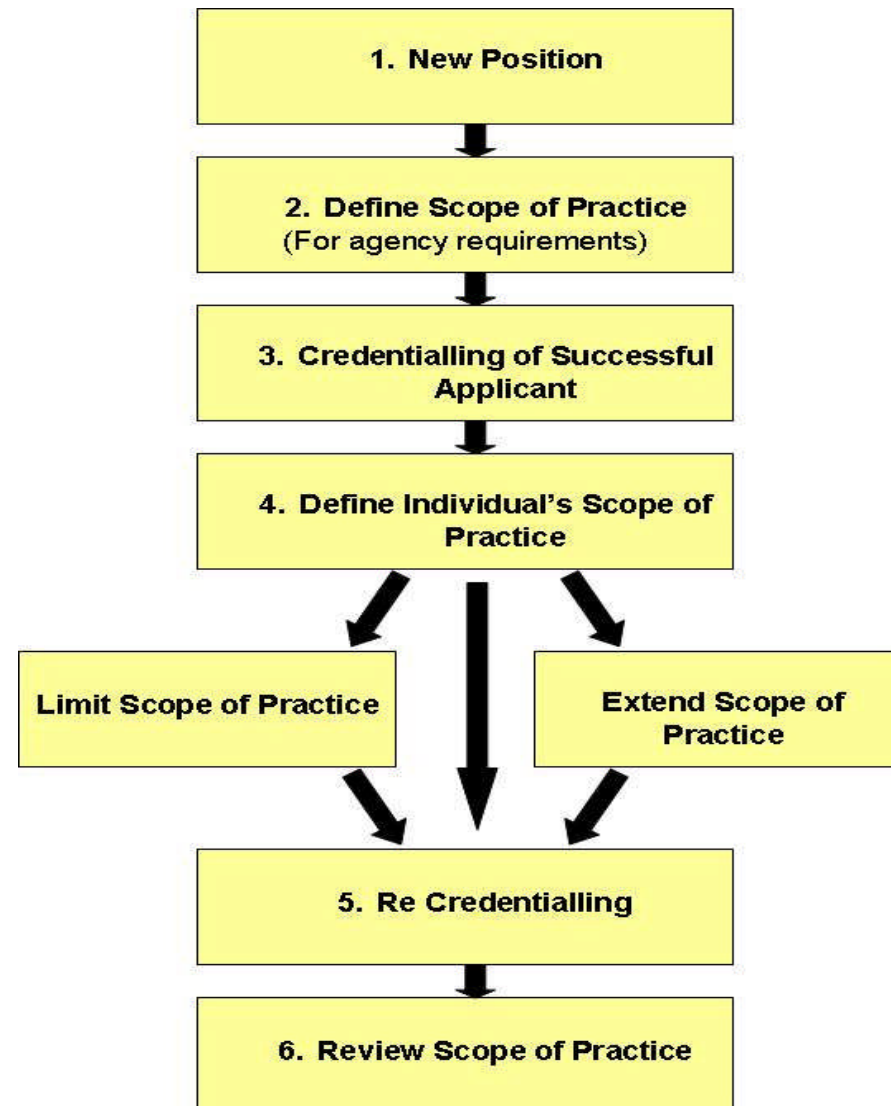 1. New Position
2. Define Scope of Practice
(For agency requirements)
3. Credentialling of Successful
Applicant
4. Define Individual’s Scope of
Practice
Limit Scope of Practice
Extend Scope of
Practice
5. Re Credentialling
6. Review Scope of Practice